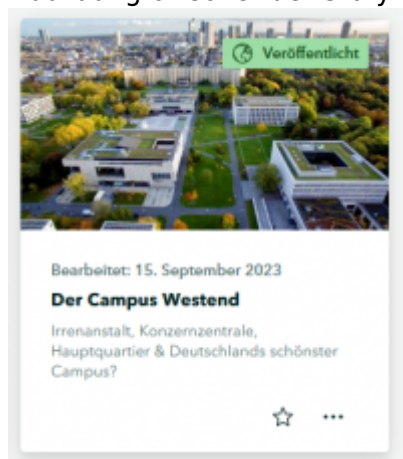 Veröffentlicht
Bearbeitet: 15. September 2023
Der Campus Westend
Irrenanstalt, Konzernzentrale,
Hauptquartier & Deutschlands schönster
Campus?